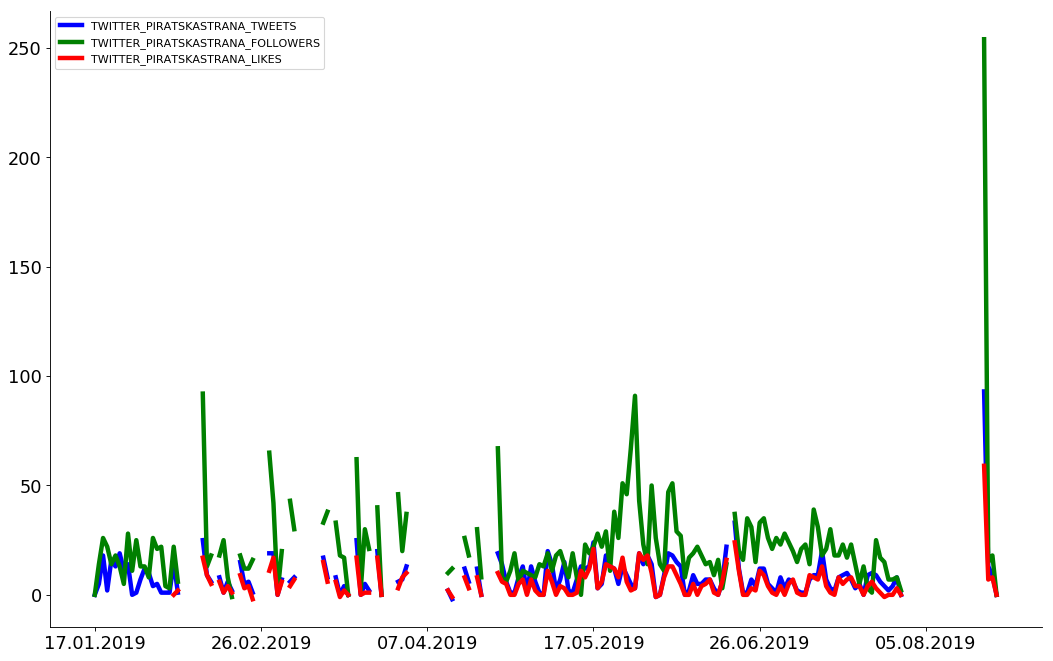 TWITTER_PIRATSKASTRANA_TWEETS
TWITTER_PIRATSKASTRANA_FOLLOWERS
TWITTER_PIRATSKASTRANA_LIKES
250
200
150
100
50
0
17.01.2019 26.02.2019 07.04.2019 17.05.2019 26.06.2019 05.08.2019